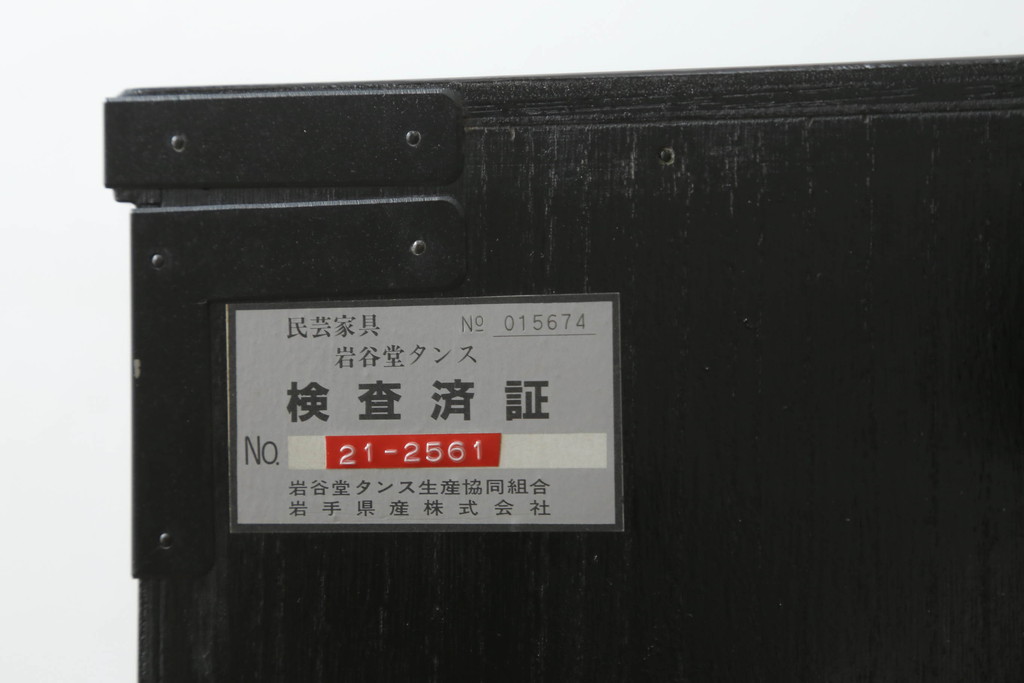 民芸家具 № 015674
岩谷堂タンス
検査済証
No. 21-2561
岩谷堂タンス生産協同組合
岩手県産株式会社